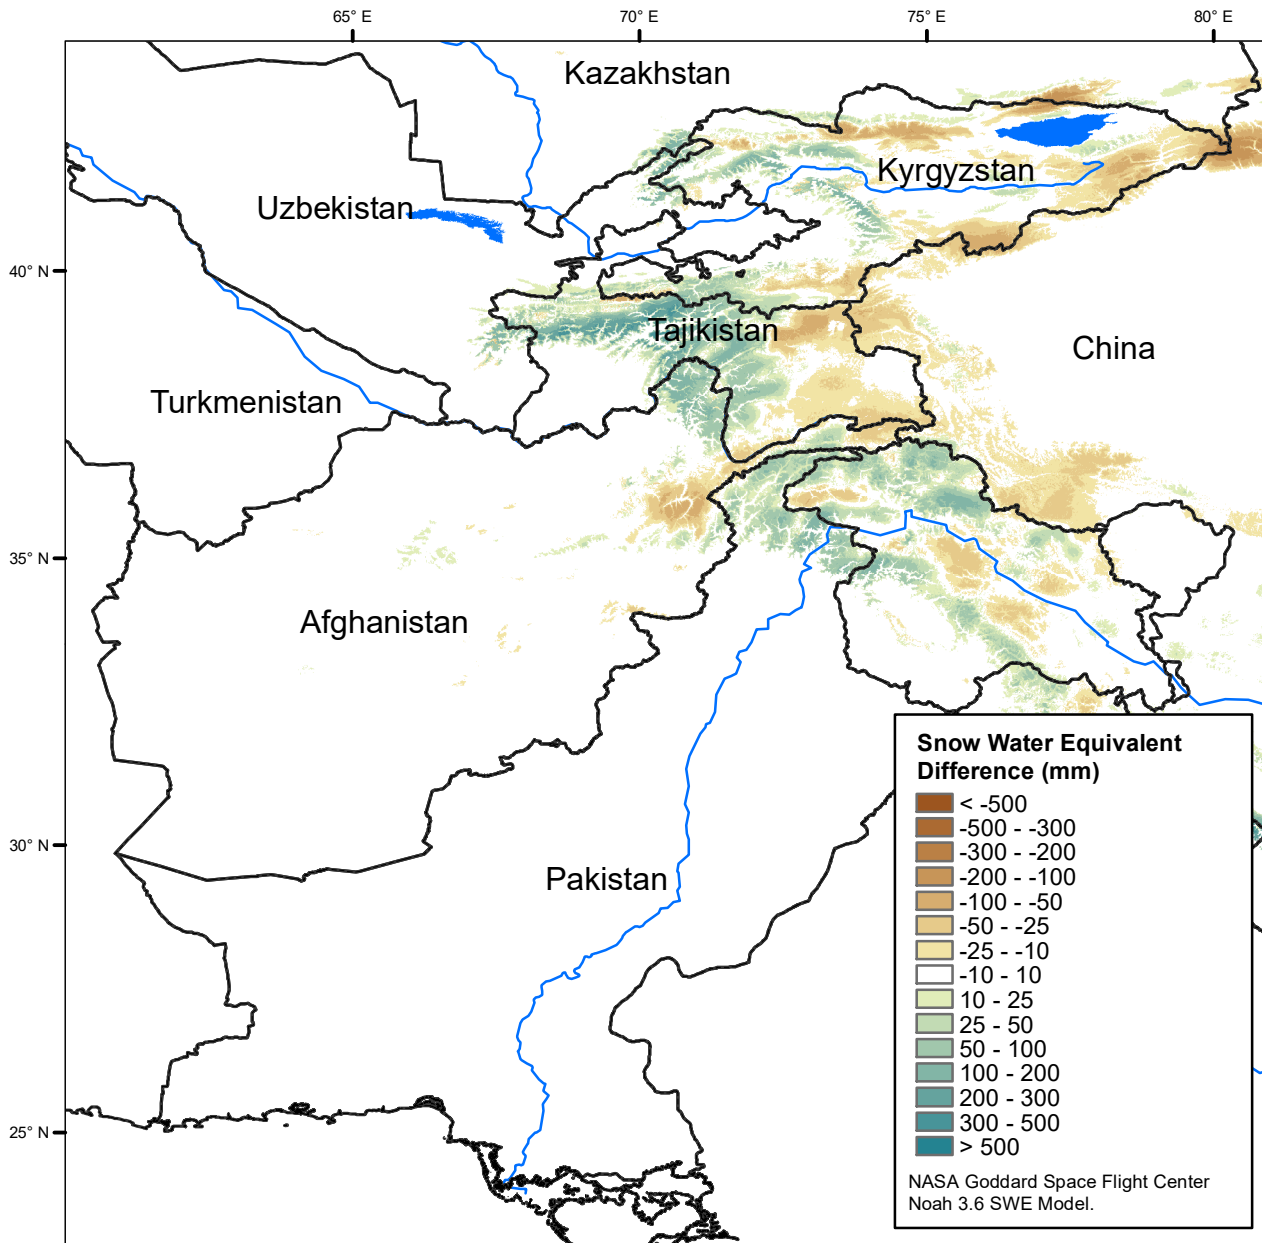 65° E
70° E
75° E
80° E
Kazakhstan
Kyrgyzstan
Uzbekistan
40° N
Tajikistan
China
Turkmenistan
35° N
Afghanistan
Snow Water Equivalent
Difference (mm)
< -500
-500 - -300
-300 - -200
-200 - -100
-100 - -50
-50 - -25
-25 - -10
-10 - 10
10 - 25
25 - 50
50 - 100
100 - 200
200 - 300
300 - 500
> 500
NASA Goddard Space Flight Center
Noah 3.6 SWE Model.
30° N
Pakistan
25° N